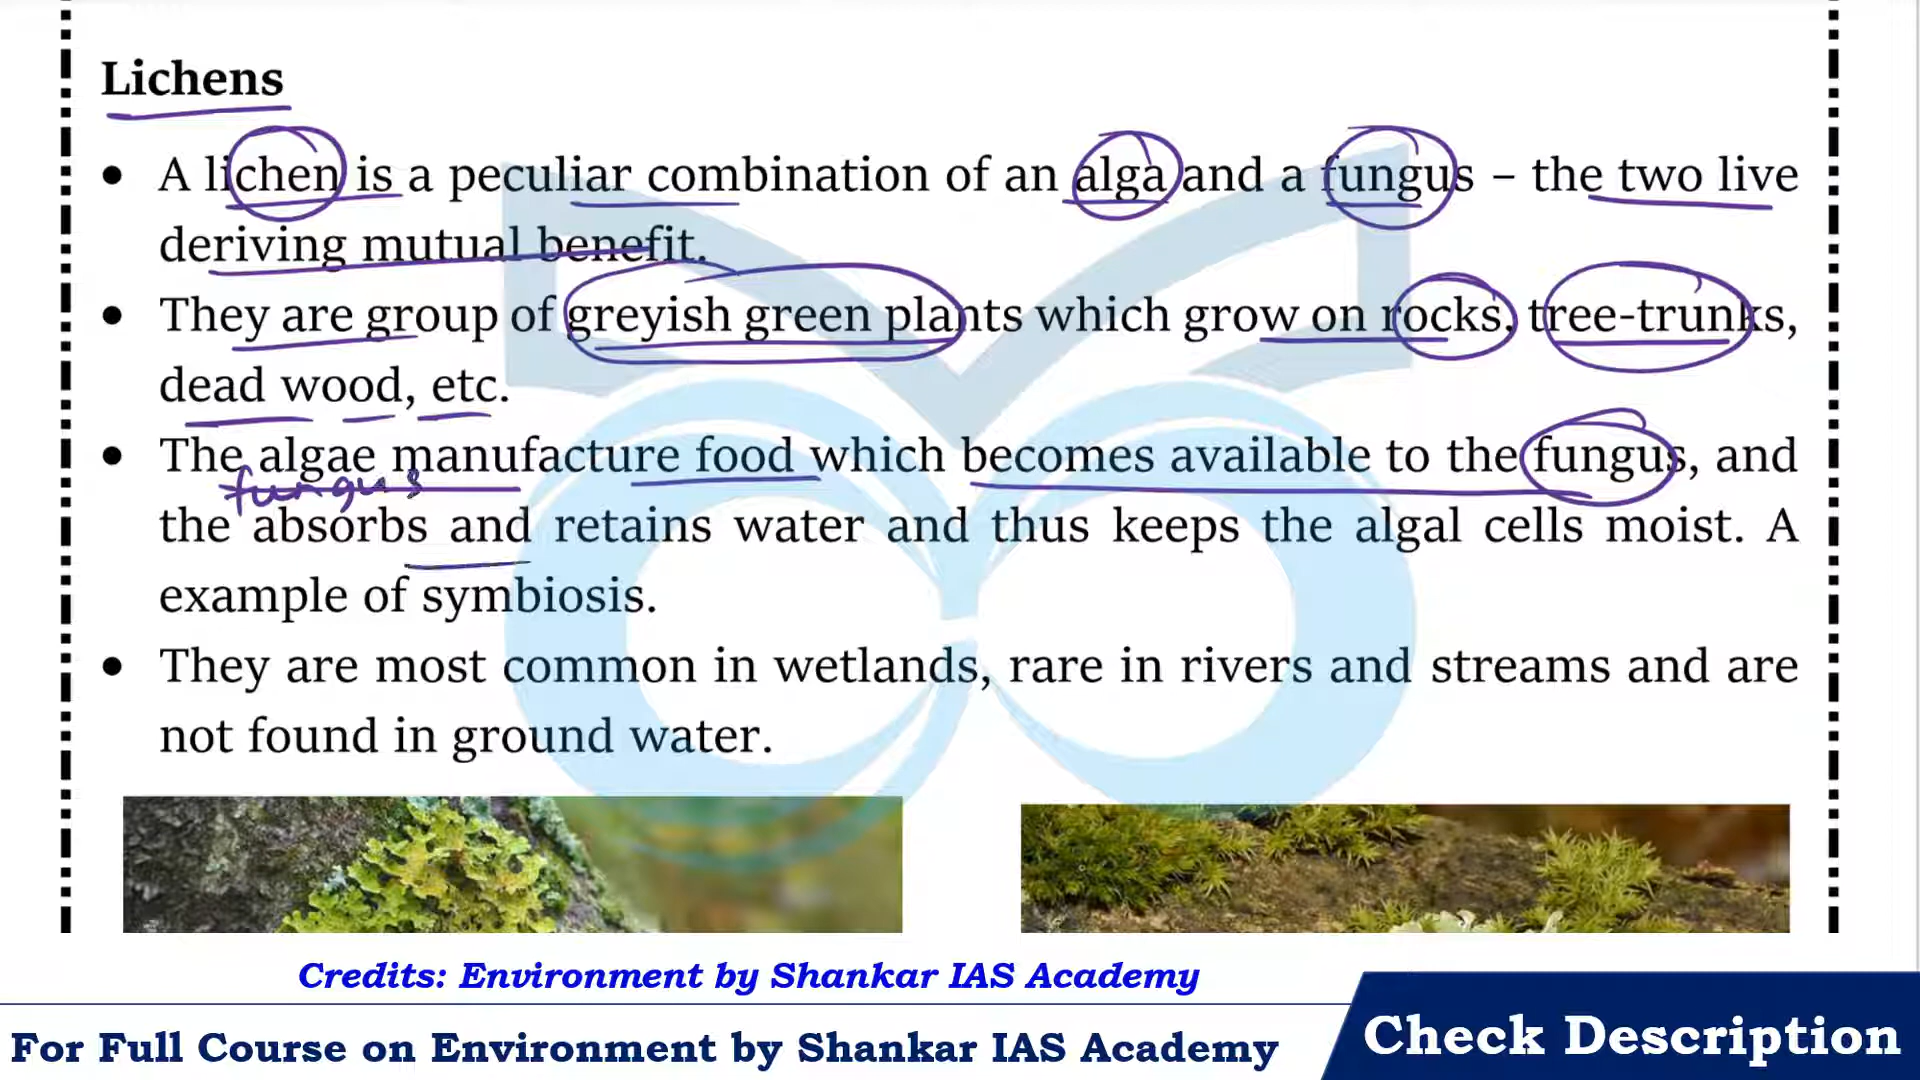 Lichens
• A lichen is a peculiar combination of an alga and a fungus – the two live
deriving mutual benefit.
• They are group of greyish green plants which grow on rocks, tree-trunks,
dead wood, etc.
• The algae manufacture food which becomes available to the fungus, and
fungus
the absorbs and retains water and thus keeps the algal cells moist. A
example of symbiosis.
• They are most common in wetlands, rare in rivers and streams and are
not found in ground water.
Credits: Environment by Shankar IAS Academy
For Full Course on Environment by Shankar IAS Academy
Check Description